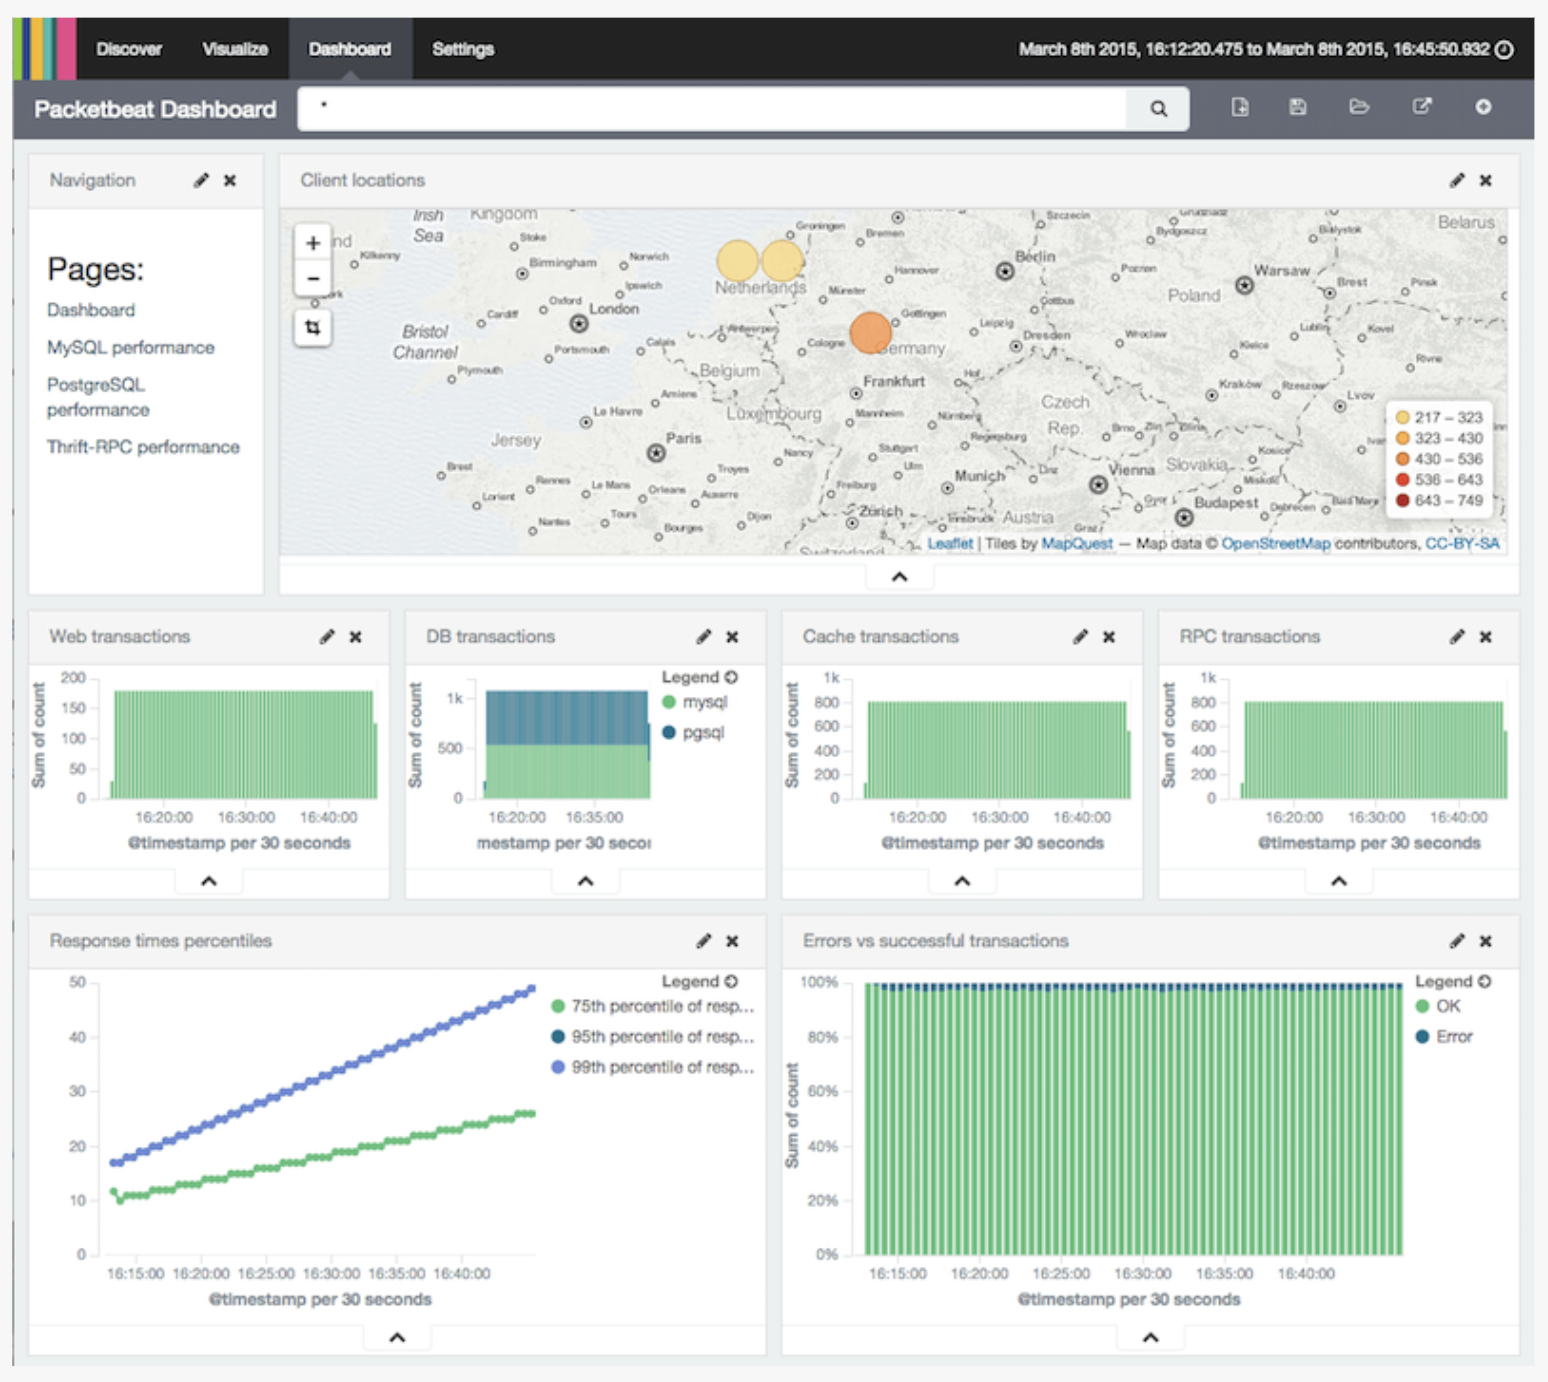 Discover Visualize Dashboard Settings March 8th 2015, 16:12:20.475 to March 8th 2015, 16:45:50.932
Packetbeat Dashboard *
Navigation
Pages:
Dashboard
MySQL performance
PostgreSQL
performance
Thrift-RPC performance
Client locations
+
−
Irish
Sea
Kingdom
nd
Kilkenny
Stoke
Birmingham
Norwich
Ipswich
Oxford
London
Cardiff
Bristol
Channel
Portsmouth
Plymouth
Calais
Antwerpen
Belgium
Amiens
Le Havre
Luxembourg
Jersey
Paris
Brest
Rennes
Le Mans
Orleans
Troyes
Auxerre
Nancy
Lorient
Nantes
Tours
Bourges
Dijon
Groningen
Bremen
Netherlands
Münster
Hannover
Göttingen
Cologne
Germany
Frankfurt
Mannheim
Nürnberg
Stuttgart
Regensburg
Ulm
Freiburg
Munich
Zürich
Innsbruck
Austria
Switzerland
Szczecin
Berlin
Cottbus
Leipzig
Dresden
Hof
Czech
Rep.
Brno
Zlin
Zilina
Linz
Vienna
Slovakia
Gyor
Budapest
Graz
Grudziadz
Bydgoszcz
Bialystok
Belarus
Poznan
Warsaw
Brest
Pinsk
Poland
Wroclaw
Lublin
Kovel
Kielce
Rivne
Kraków
Rzeszow
Lvov
Kosice
Miskolc
Debrecen
Baia Mare
217 – 323
323 – 430
430 – 536
536 – 643
643 – 749
Leaflet | Tiles by MapQuest — Map data © OpenStreetMap contributors, CC-BY-SA
Web transactions
Sum of count
200
150
100
50
0
16:20:00 16:30:00 16:40:00
@timestamp per 30 seconds
DB transactions
Sum of count
1k
500
0
16:20:00 16:35:00
mestamp per 30 secon
Legend
mysql
pgsql
Cache transactions
Sum of count
1k
800
600
400
200
0
16:20:00 16:30:00 16:40:00
@timestamp per 30 seconds
RPC transactions
Sum of count
1k
800
600
400
200
0
16:20:00 16:30:00 16:40:00
@timestamp per 30 seconds
Response times percentiles
50
40
30
20
10
0
16:15:00 16:20:00 16:25:00 16:30:00 16:35:00 16:40:00
@timestamp per 30 seconds
Legend
75th percentile of resp...
95th percentile of resp...
99th percentile of resp...
Errors vs successful transactions
Sum of count
100%
80%
60%
40%
20%
0%
16:15:00 16:20:00 16:25:00 16:30:00 16:35:00 16:40:00
@timestamp per 30 seconds
Legend
OK
Error